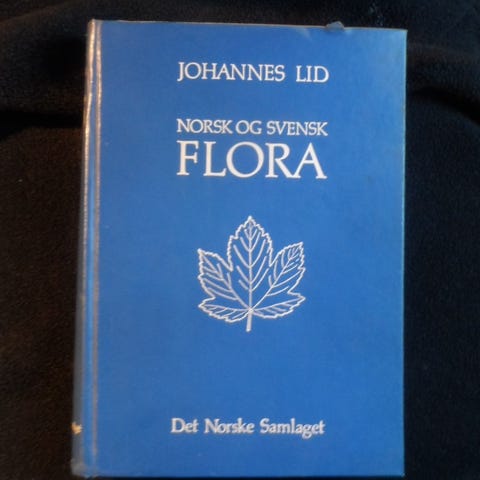 JOHANNES LID
NORSK OG SVENSK
FLORA
Det Norske Samlaget